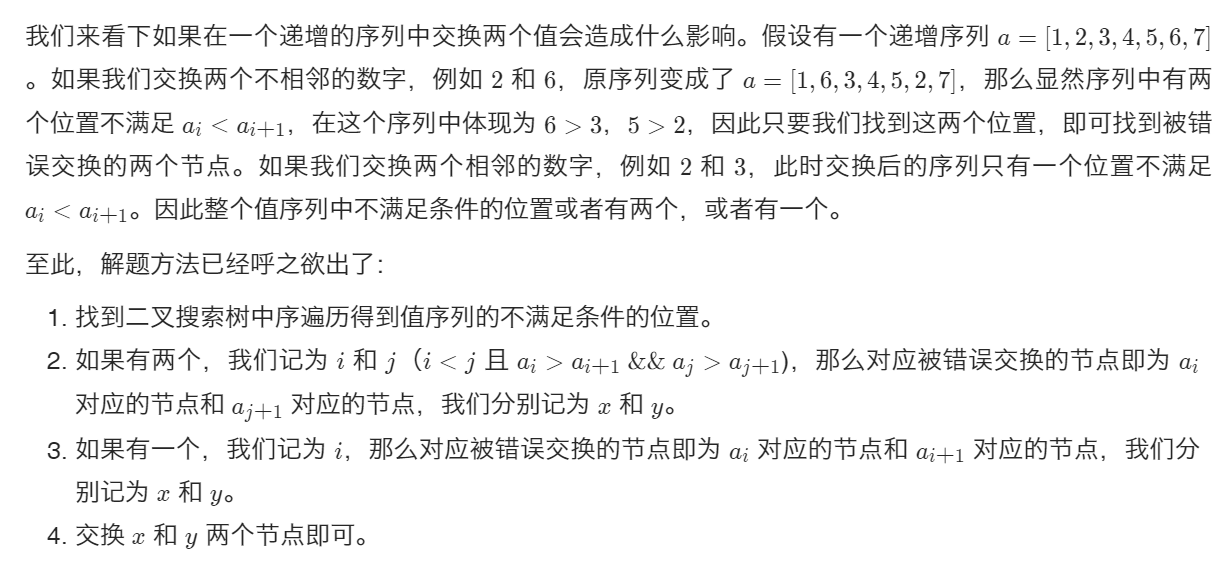 我们来看下如果在一个递增的序列中交换两个值会造成什么影响。假设有一个递增序列 a = [1, 2, 3, 4, 5, 6, 7]
。如果我们交换两个不相邻的数字，例如 2 和 6，原序列变成了 a = [1, 6, 3, 4, 5, 2, 7]，那么显然序列中有两
个位置不满足 aᵢ < aᵢ₊₁，在这个序列中体现为 6 > 3，5 > 2，因此只要我们找到这两个位置，即可找到被错
误交换的两个节点。如果我们交换两个相邻的数字，例如 2 和 3，此时交换后的序列只有一个位置不满足
aᵢ < aᵢ₊₁。因此整个值序列中不满足条件的位置或者有两个，或者有一个。
至此，解题方法已经呼之欲出了：
1. 找到二叉搜索树中序遍历得到值序列的不满足条件的位置。
2. 如果有两个，我们记为 i 和 j（i < j 且 aᵢ > aᵢ₊₁ && aⱼ > aⱼ₊₁)，那么对应被错误交换的节点即为 aᵢ
对应的节点和 aⱼ₊₁ 对应的节点，我们分别记为 x 和 y。
3. 如果有一个，我们记为 i，那么对应被错误交换的节点即为 aᵢ 对应的节点和 aᵢ₊₁ 对应的节点，我们分
别记为 x 和 y。
4. 交换 x 和 y 两个节点即可。